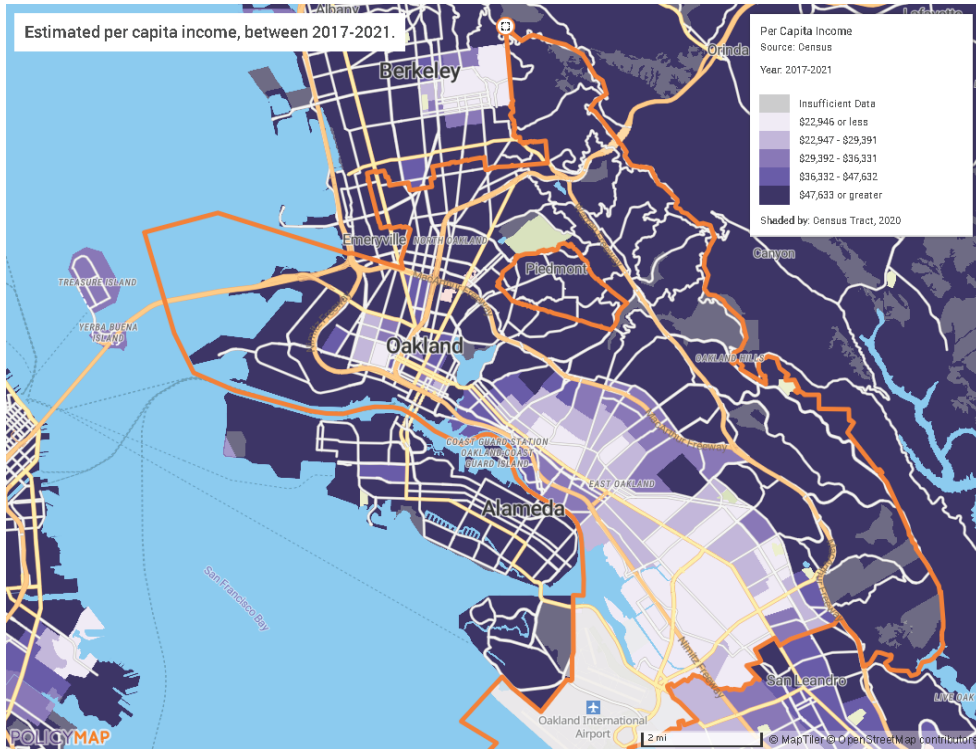 Estimated per capita income, between 2017-2021.
Albany
Lafayette
Orinda
Berkeley
Per Capita Income
Source: Census
Year: 2017-2021
Insufficient Data
$22,946 or less
$22,947 - $29,391
$29,392 - $36,331
$36,332 - $47,632
$47,633 or greater
Shaded by: Census Tract, 2020
Emeryville
NORTH OAKLAND
Canyon
Piedmont
TREASURE ISLAND
YERBA BUENA
ISLAND
Oakland
OAKLAND HILLS
COAST GUARD STATION
OAKLAND-COAST
GUARD ISLAND
EAST OAKLAND
Alameda
San Francisco Bay
Nimitz Freeway
San Leandro
LIVE OAK
Oakland International
Airport
POLICYMAP
2 mi
© MapTiler © OpenStreetMap contributors